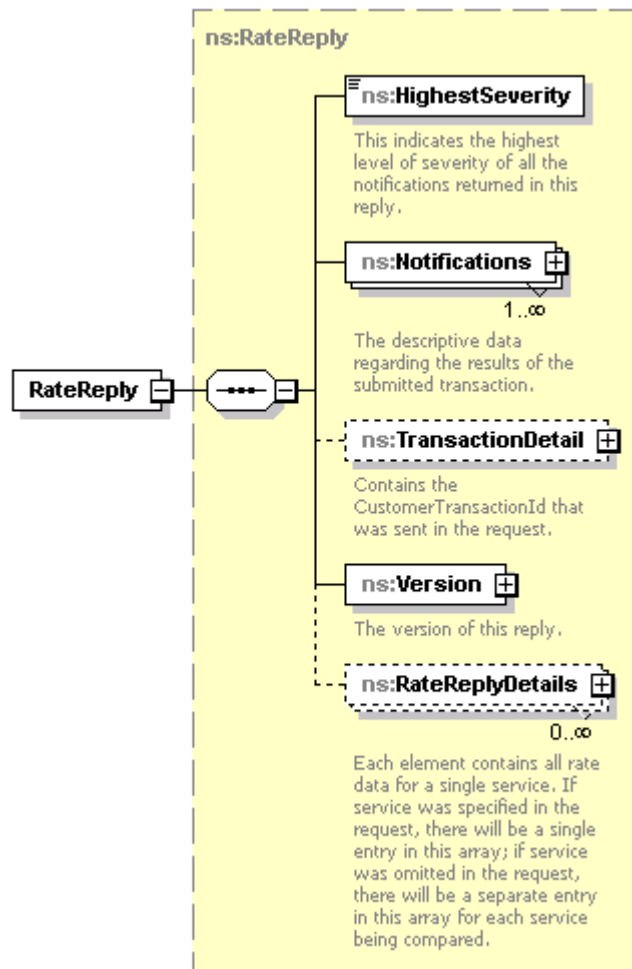 ns:RateReply
ns:HighestSeverity
This indicates the highest
level of severity of all the
notifications returned in this
reply.
ns:Notifications
1..∞
The descriptive data
regarding the results of the
submitted transaction.
RateReply
ns:TransactionDetail
Contains the
CustomerTransactionId that
was sent in the request.
ns:Version
The version of this reply.
ns:RateReplyDetails
0..∞
Each element contains all rate
data for a single service. If
service was specified in the
request, there will be a single
entry in this array; if service
was omitted in the request,
there will be a separate entry
in this array for each service
being compared.